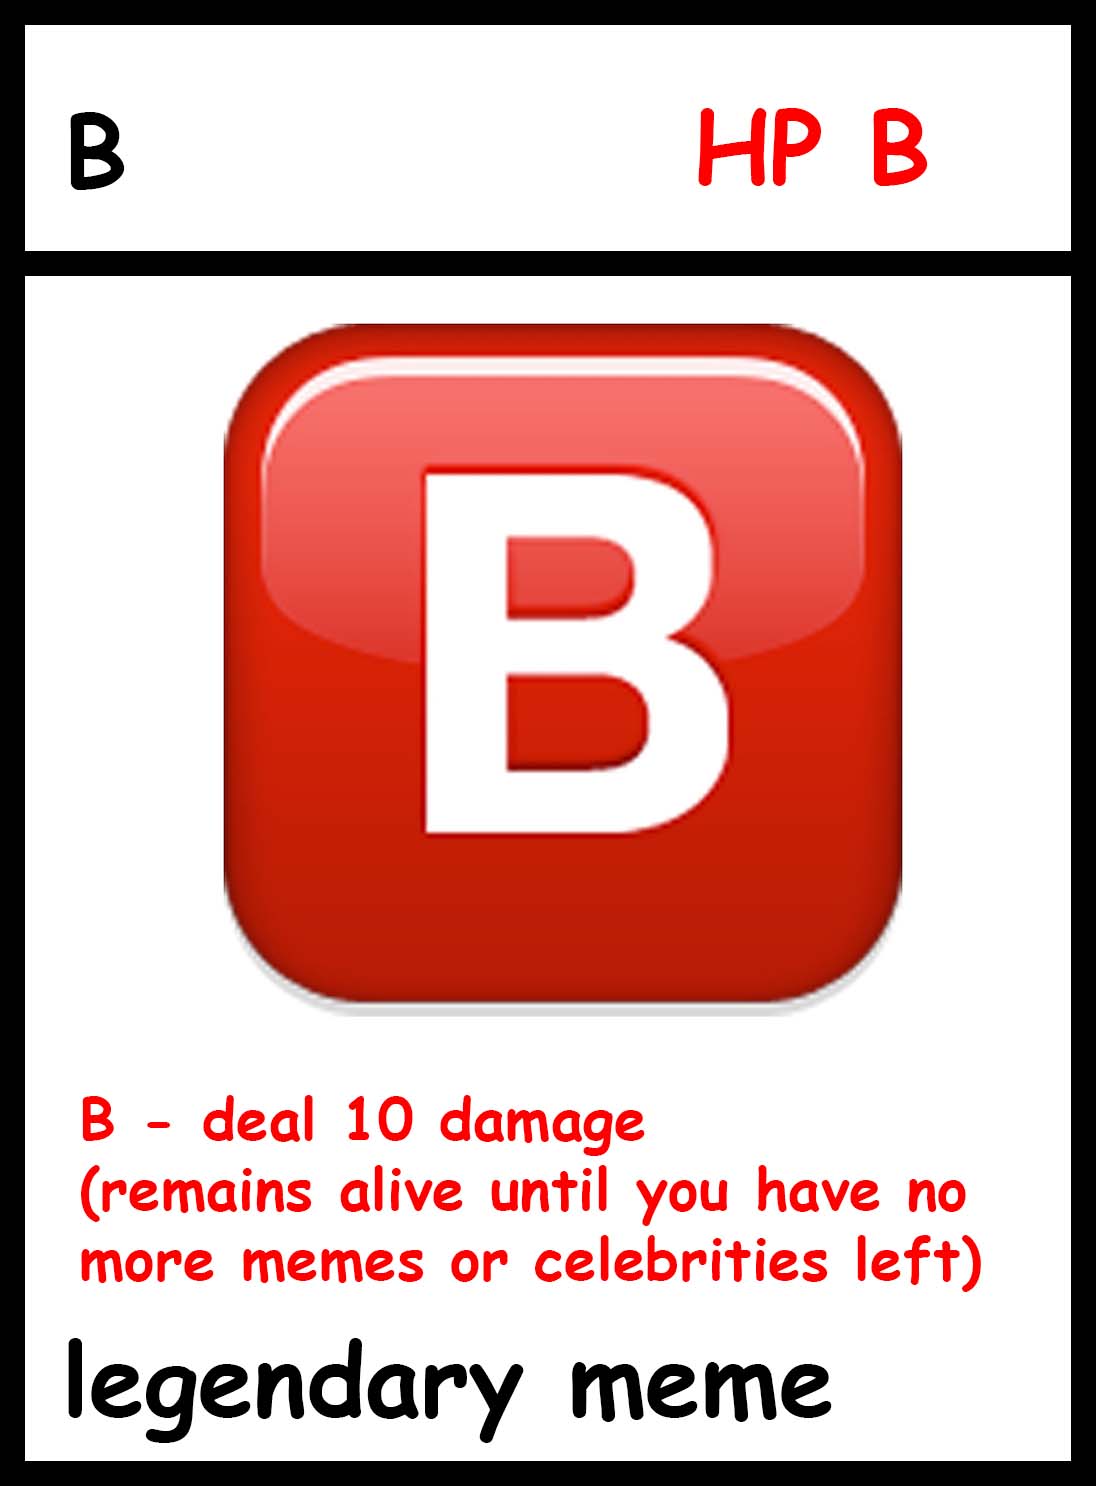 B HP B
B
B - deal 10 damage
(remains alive until you have no
more memes or celebrities left)
legendary meme